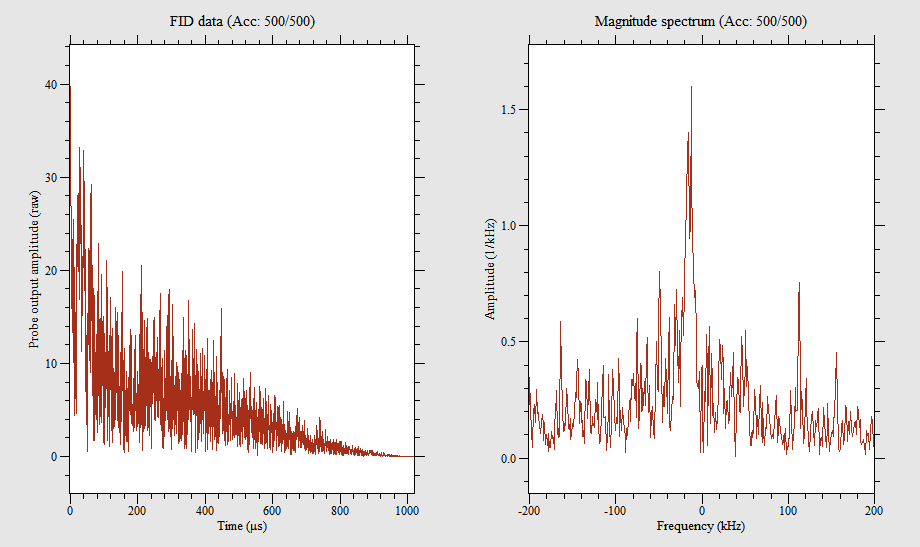 FID data (Acc: 500/500)
Probe output amplitude (raw)
40
30
20
10
0
0 200 400 600 800 1000
Time (µs)
Magnitude spectrum (Acc: 500/500)
Amplitude (1/kHz)
1.5
1.0
0.5
0.0
-200 -100 0 100 200
Frequency (kHz)